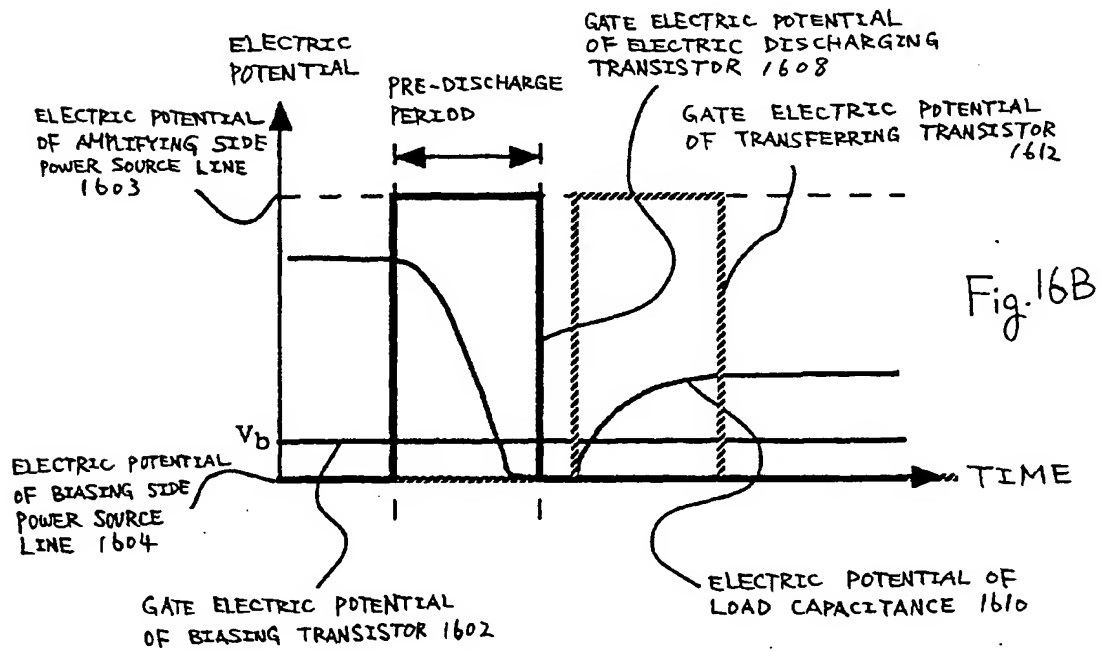 ELECTRIC
POTENTIAL
GATE ELECTRIC POTENTIAL
OF ELECTRIC DISCHARGING
TRANSISTOR 1608
PRE-DISCHARGE
PERIOD
ELECTRIC POTENTIAL
OF AMPLIFYING SIDE
POWER SOURCE LINE
1603
GATE ELECTRIC POTENTIAL
OF TRANSFERRING TRANSISTOR
1612
Fig.16B
Vb
ELECTRIC POTENTIAL
OF BIASING SIDE
POWER SOURCE
LINE 1604
TIME
GATE ELECTRIC POTENTIAL
OF BIASING TRANSISTOR 1602
ELECTRIC POTENTIAL OF
LOAD CAPACITANCE 1610